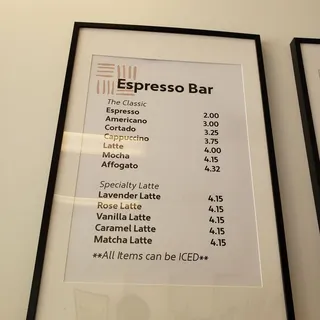 Espresso Bar
The Classic
Espresso 2.00
Americano 3.00
Cortado 3.25
Cappuccino 3.75
Latte 4.00
Mocha 4.15
Affogato 4.32
Specialty Latte
Lavender Latte 4.15
Rose Latte 4.15
Vanilla Latte 4.15
Caramel Latte 4.15
Matcha Latte 4.15
**All Items can be ICED**